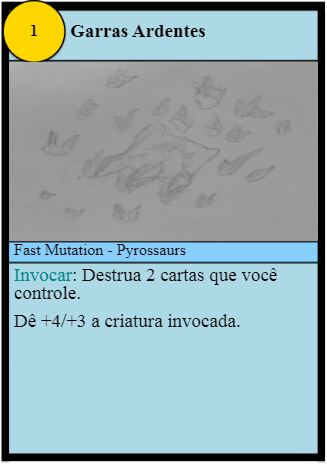 1
Garras Ardentes
Fast Mutation - Pyrossaurs
Invocar: Destrua 2 cartas que você
controle.
Dê +4/+3 a criatura invocada.